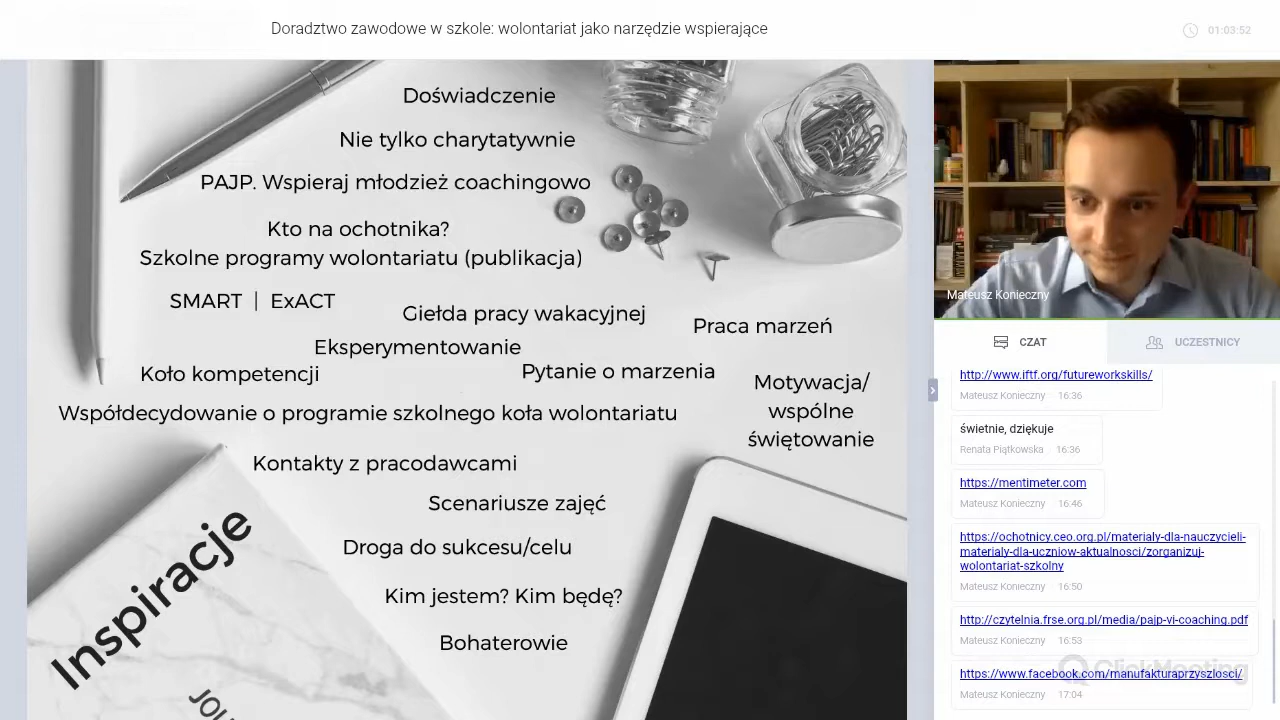 Doradztwo zawodowe w szkole: wolontariat jako narzędzie wspierające
01:03:52
Doświadczenie
Nie tylko charytatywnie
PAJP. Wspieraj młodzież coachingowo
Kto na ochotnika?
Szkolne programy wolontariatu (publikacja)
SMART | ExACT
Giełda pracy wakacyjnej
Praca marzeń
Eksperymentowanie
Koło kompetencji
Pytanie o marzenia
Motywacja/
wspólne
świętowanie
Współdecydowanie o programie szkolnego koła wolontariatu
Kontakty z pracodawcami
Scenariusze zajęć
Droga do sukcesu/celu
Kim jestem? Kim będę?
Bohaterowie
Inspiracje
Mateusz Konieczny
CZAT
UCZESTNICY
http://www.iftf.org/futureworkskills/
Mateusz Konieczny 16:36
świetnie, dziękuje
Renata Piątkowska 16:36
https://mentimeter.com
Mateusz Konieczny 16:46
https://ochotnicy.ceo.org.pl/materialy-dla-nauczycieli-
materialy-dla-uczniow-aktualnosci/zorganizuj-
wolontariat-szkolny
Mateusz Konieczny 16:50
http://czytelnia.frse.org.pl/media/pajp-vi-coaching.pdf
Mateusz Konieczny 16:53
https://www.facebook.com/manufakturaprzyszlosci/
Mateusz Konieczny 17:04
ClickMeeting